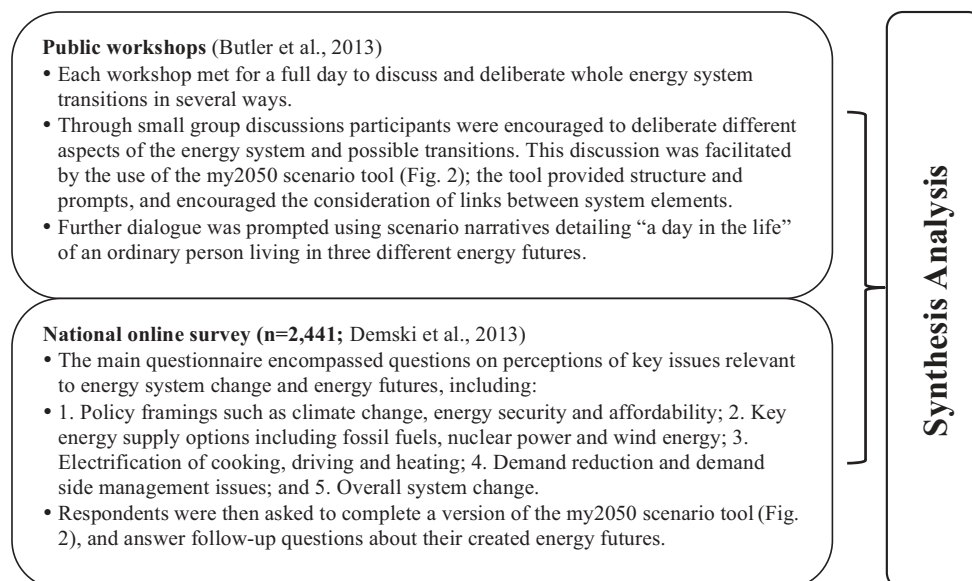 Public workshops (Butler et al., 2013)
• Each workshop met for a full day to discuss and deliberate whole energy system
transitions in several ways.
• Through small group discussions participants were encouraged to deliberate different
aspects of the energy system and possible transitions. This discussion was facilitated
by the use of the my2050 scenario tool (Fig. 2); the tool provided structure and
prompts, and encouraged the consideration of links between system elements.
• Further dialogue was prompted using scenario narratives detailing “a day in the life”
of an ordinary person living in three different energy futures.
National online survey (n=2,441; Demski et al., 2013)
• The main questionnaire encompassed questions on perceptions of key issues relevant
to energy system change and energy futures, including:
• 1. Policy framings such as climate change, energy security and affordability; 2. Key
energy supply options including fossil fuels, nuclear power and wind energy; 3.
Electrification of cooking, driving and heating; 4. Demand reduction and demand
side management issues; and 5. Overall system change.
• Respondents were then asked to complete a version of the my2050 scenario tool (Fig.
2), and answer follow-up questions about their created energy futures.
Synthesis Analysis